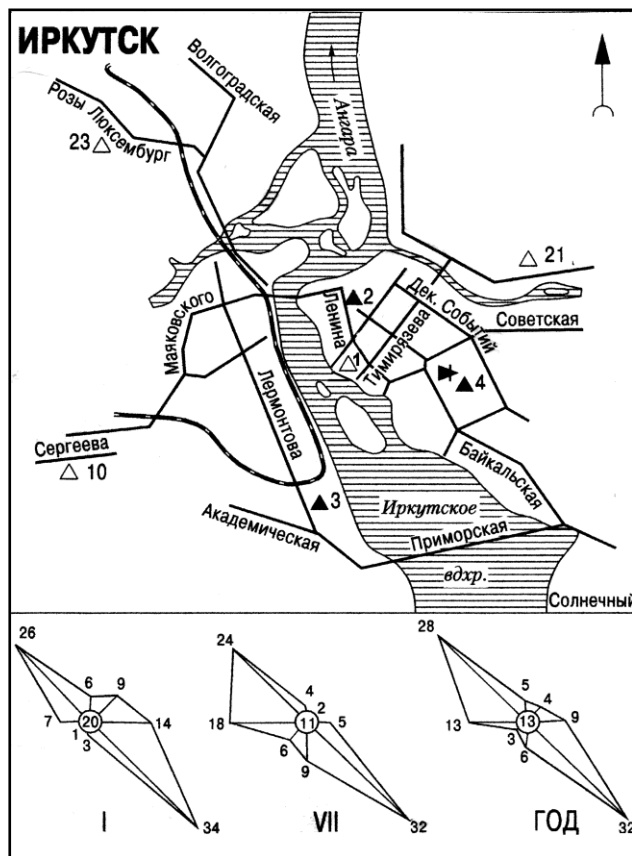 ИРКУТСК
Волгоградская
Розы Люксембург
23
Ангара
21
Маяковского
Ленина
2
Дек. Событий
Советская
Тимирязева
1
4
Лермонтова
Сергеева
10
Байкальская
3
Академическая
Иркутское
Приморская
вдхр.
Солнечный
26
6
9
7
20
14
1
3
34
I
24
4
2
18
11
5
6
9
32
VII
28
5
4
13
13
9
3
6
32
ГОД